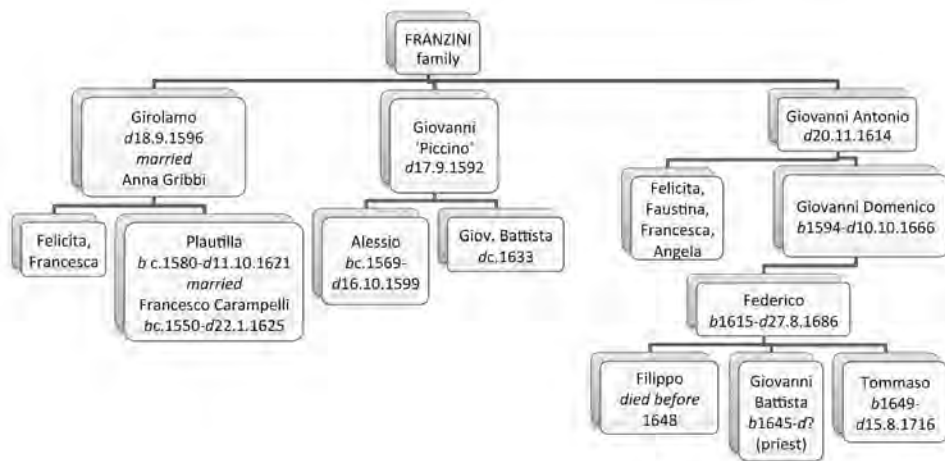 FRANZINI
family
Girolamo
d18.9.1596
married
Anna Gribbi
Giovanni
'Piccino'
d17.9.1592
Giovanni Antonio
d20.11.1614
Felicita,
Francesca
Plautilla
b c.1580-d11.10.1621
married
Francesco Carampelli
bc.1550-d22.1.1625
Alessio
bc.1569-
d16.10.1599
Giov. Battista
dc.1633
Felicita,
Faustina,
Francesca,
Angela
Giovanni Domenico
b1594-d10.10.1666
Federico
b1615-d27.8.1686
Filippo
died before
1648
Giovanni
Battista
b1645-d?
(priest)
Tommaso
b1649-
d15.8.1716